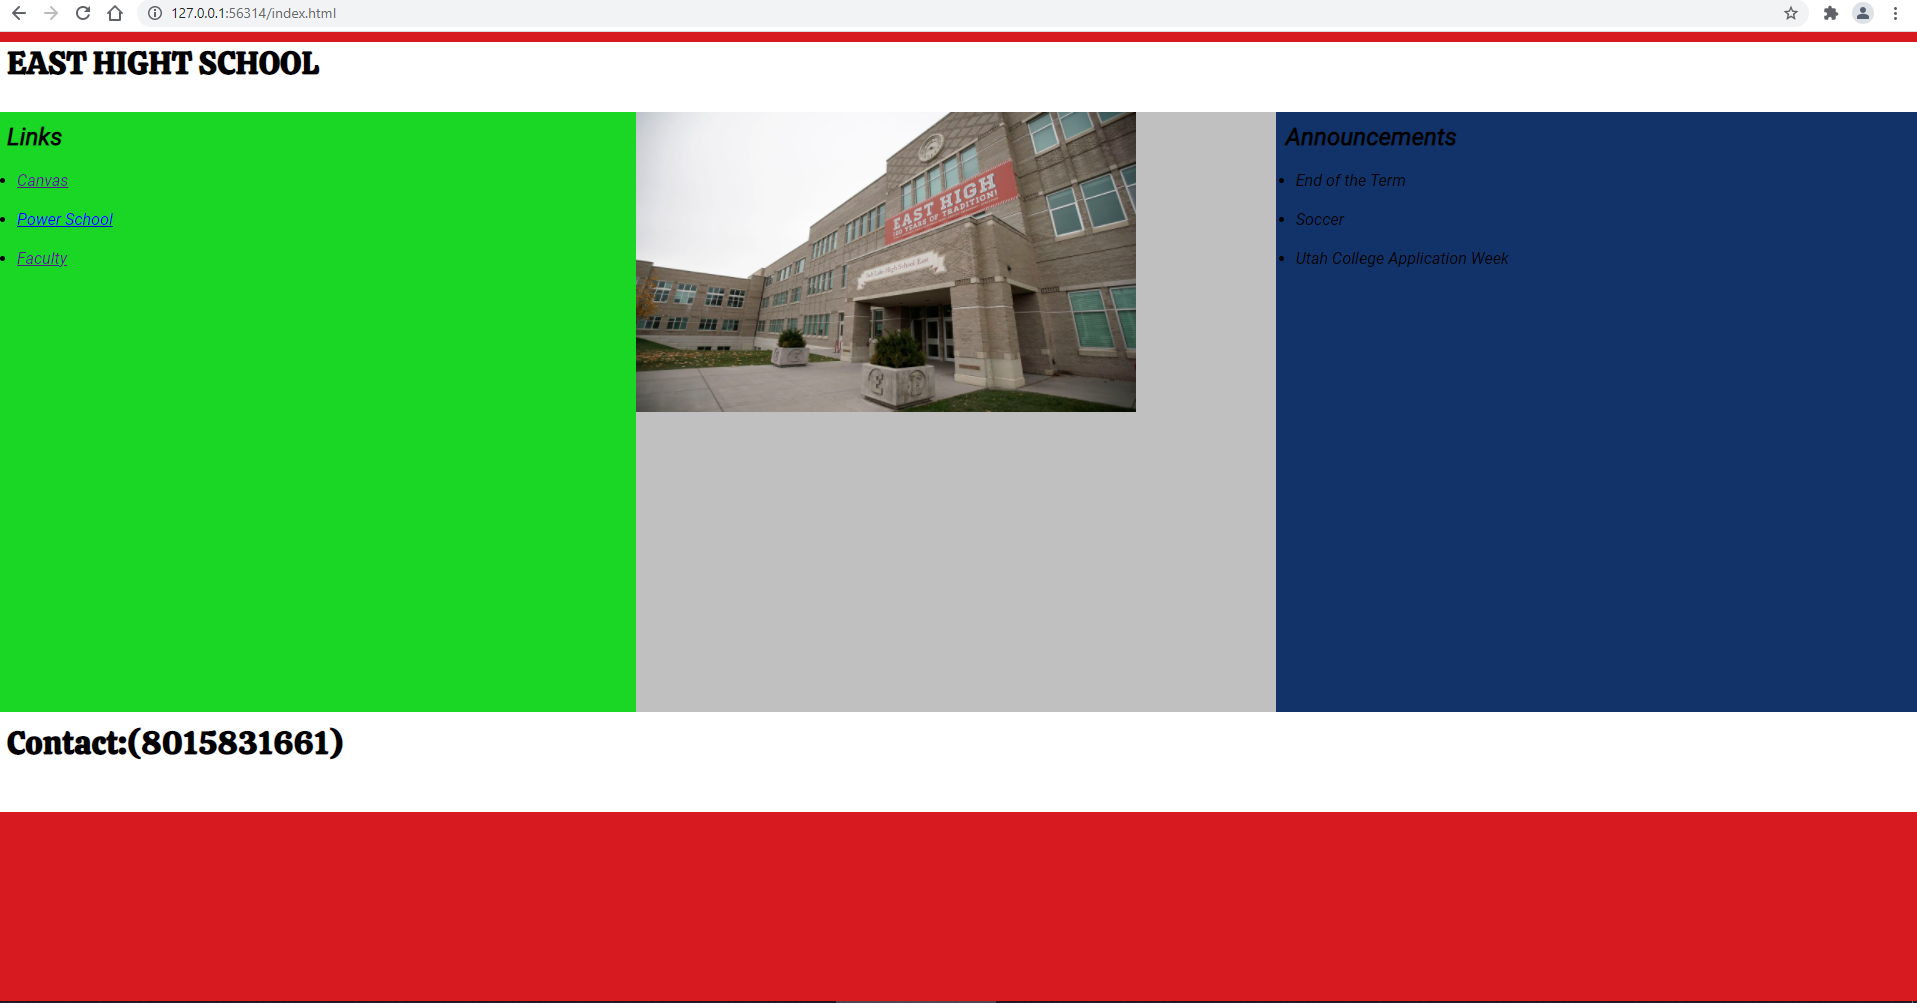 127.0.0.1:56314/index.html
EAST HIGHT SCHOOL
Links
Canvas
Power School
Faculty
EAST HIGH
100 YEARS OF TRADITION!
Salt Lake High School East
E
Announcements
End of the Term
Soccer
Utah College Application Week
Contact:(8015831661)